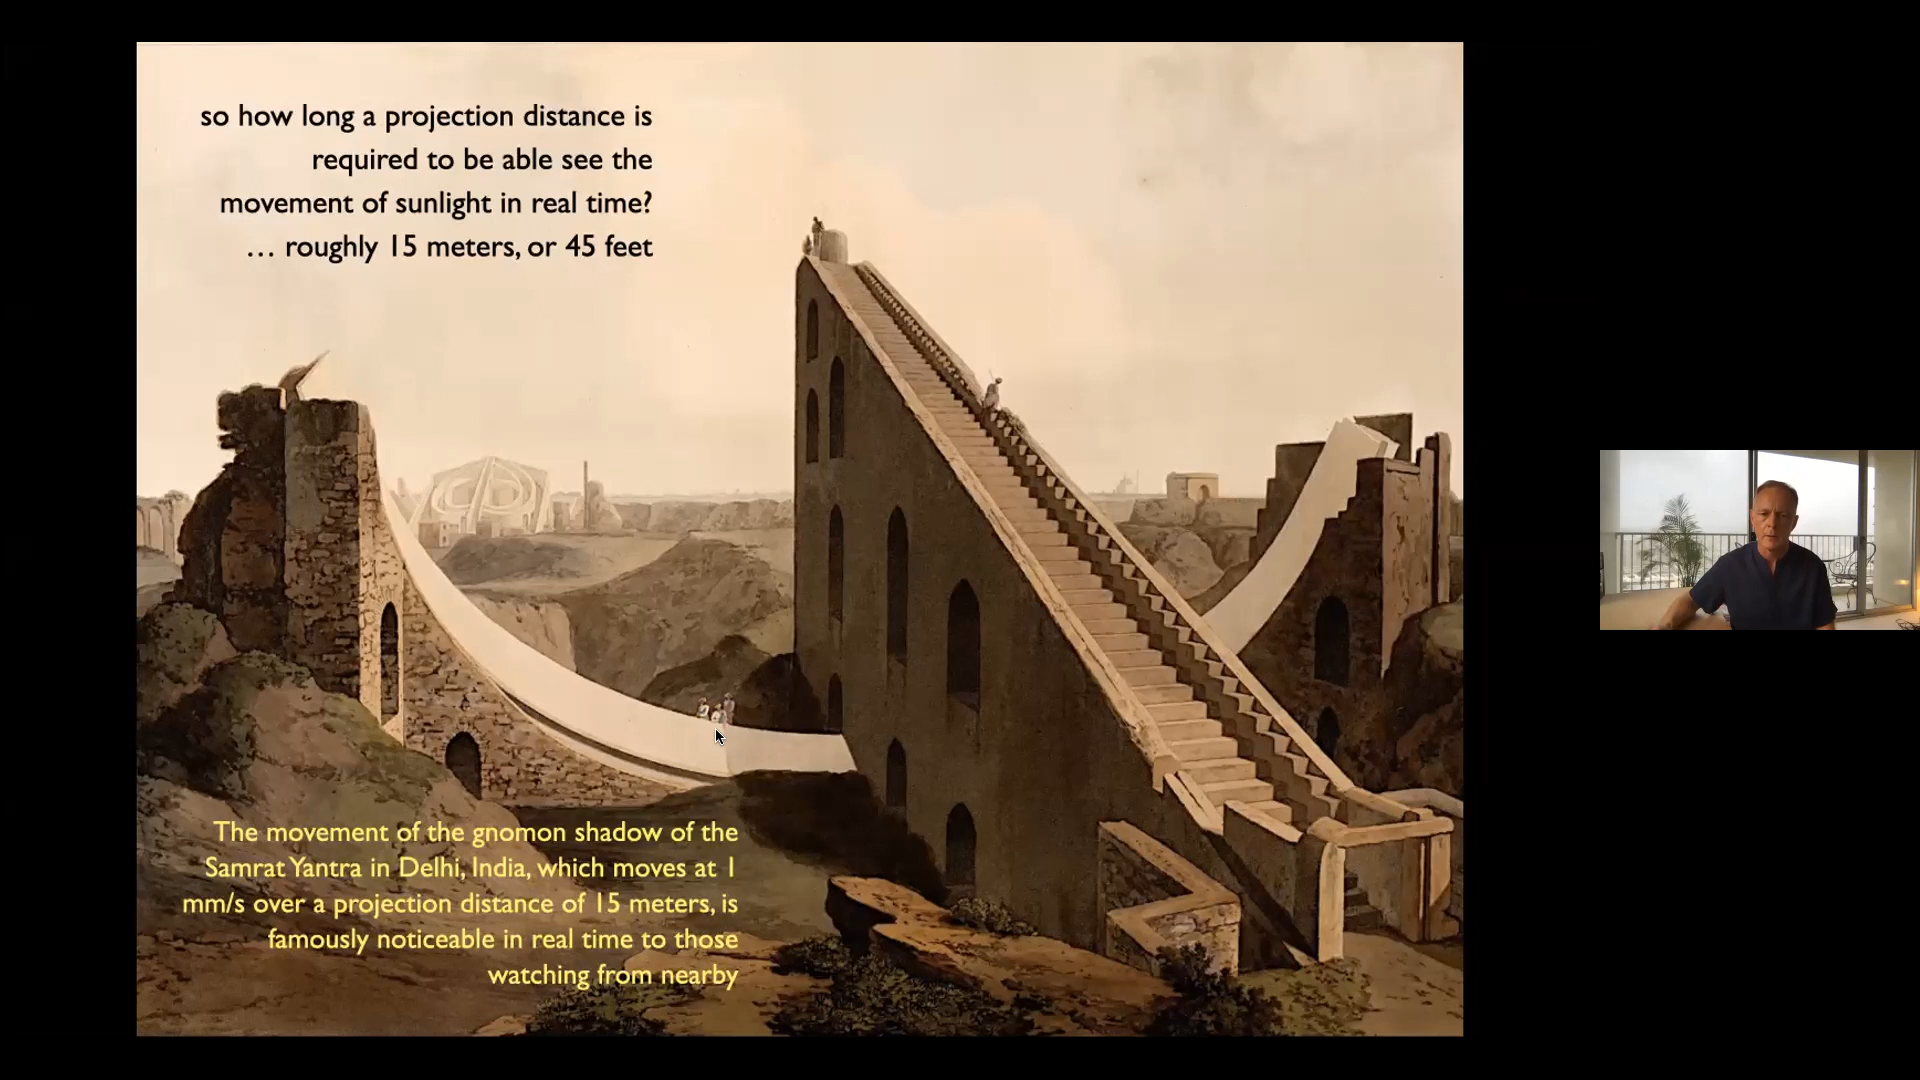 so how long a projection distance is
required to be able see the
movement of sunlight in real time?
… roughly 15 meters, or 45 feet
The movement of the gnomon shadow of the
Samrat Yantra in Delhi, India, which moves at 1
mm/s over a projection distance of 15 meters, is
famously noticeable in real time to those
watching from nearby